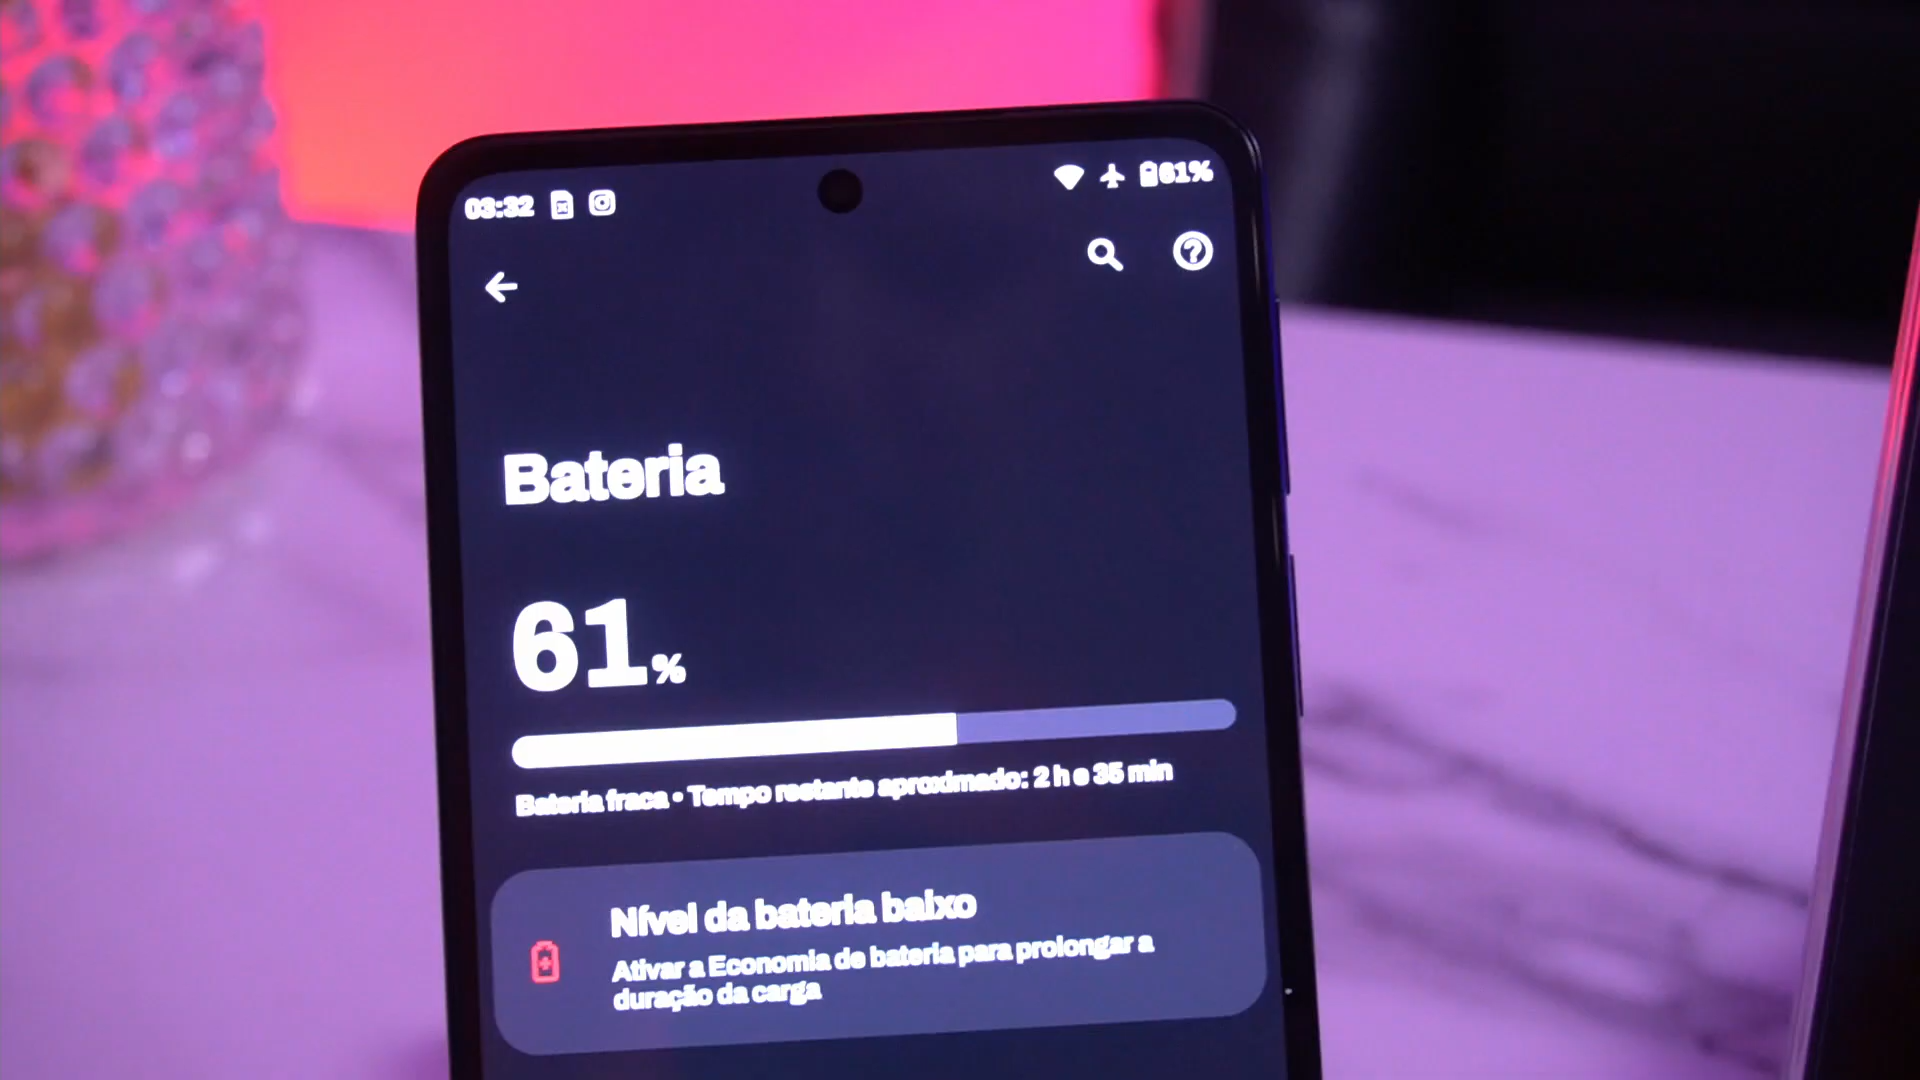 03:32 61%
Bateria
61%
Bateria fraca • Tempo restante aproximado: 2 h e 35 min
Nível da bateria baixo
Ativar a Economia de bateria para prolongar a
duração da carga